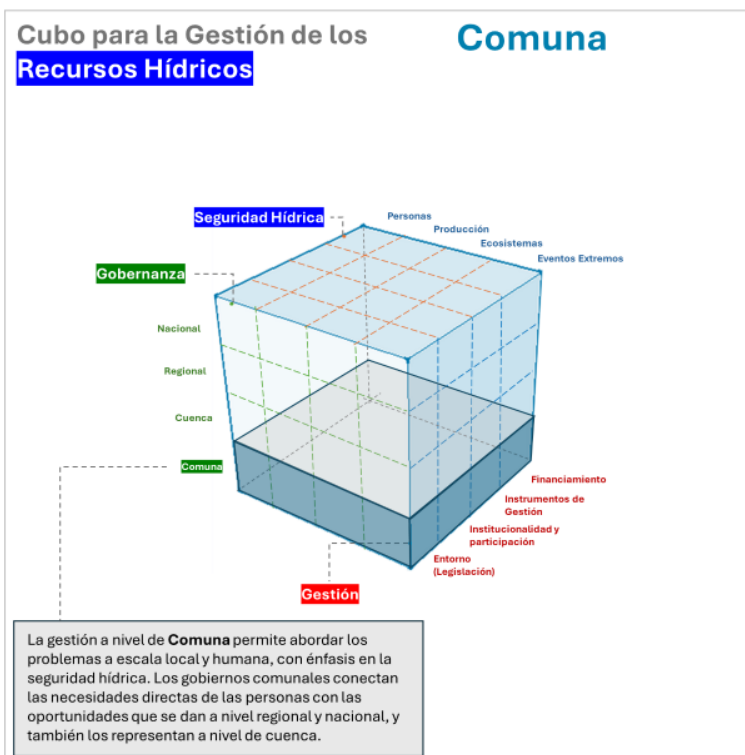 Cubo para la Gestión de los
Recursos Hídricos
Comuna
Seguridad Hídrica
Personas
Producción
Ecosistemas
Eventos Extremos
Gobernanza
Nacional
Regional
Cuenca
Comuna
Financiamiento
Instrumentos de
Gestión
Institucionalidad y
participación
Entorno
(Legislación)
Gestión
La gestión a nivel de Comuna permite abordar los
problemas a escala local y humana, con énfasis en la
seguridad hídrica. Los gobiernos comunales conectan
las necesidades directas de las personas con las
oportunidades que se dan a nivel regional y nacional, y
también los representan a nivel de cuenca.